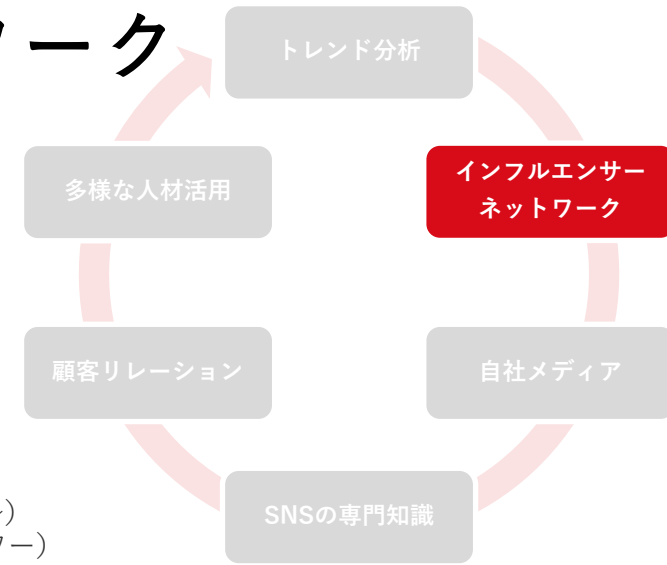 ワーク
トレンド分析
インフルエンサー
ネットワーク
自社メディア
SNSの専門知識
顧客リレーション
多様な人材活用